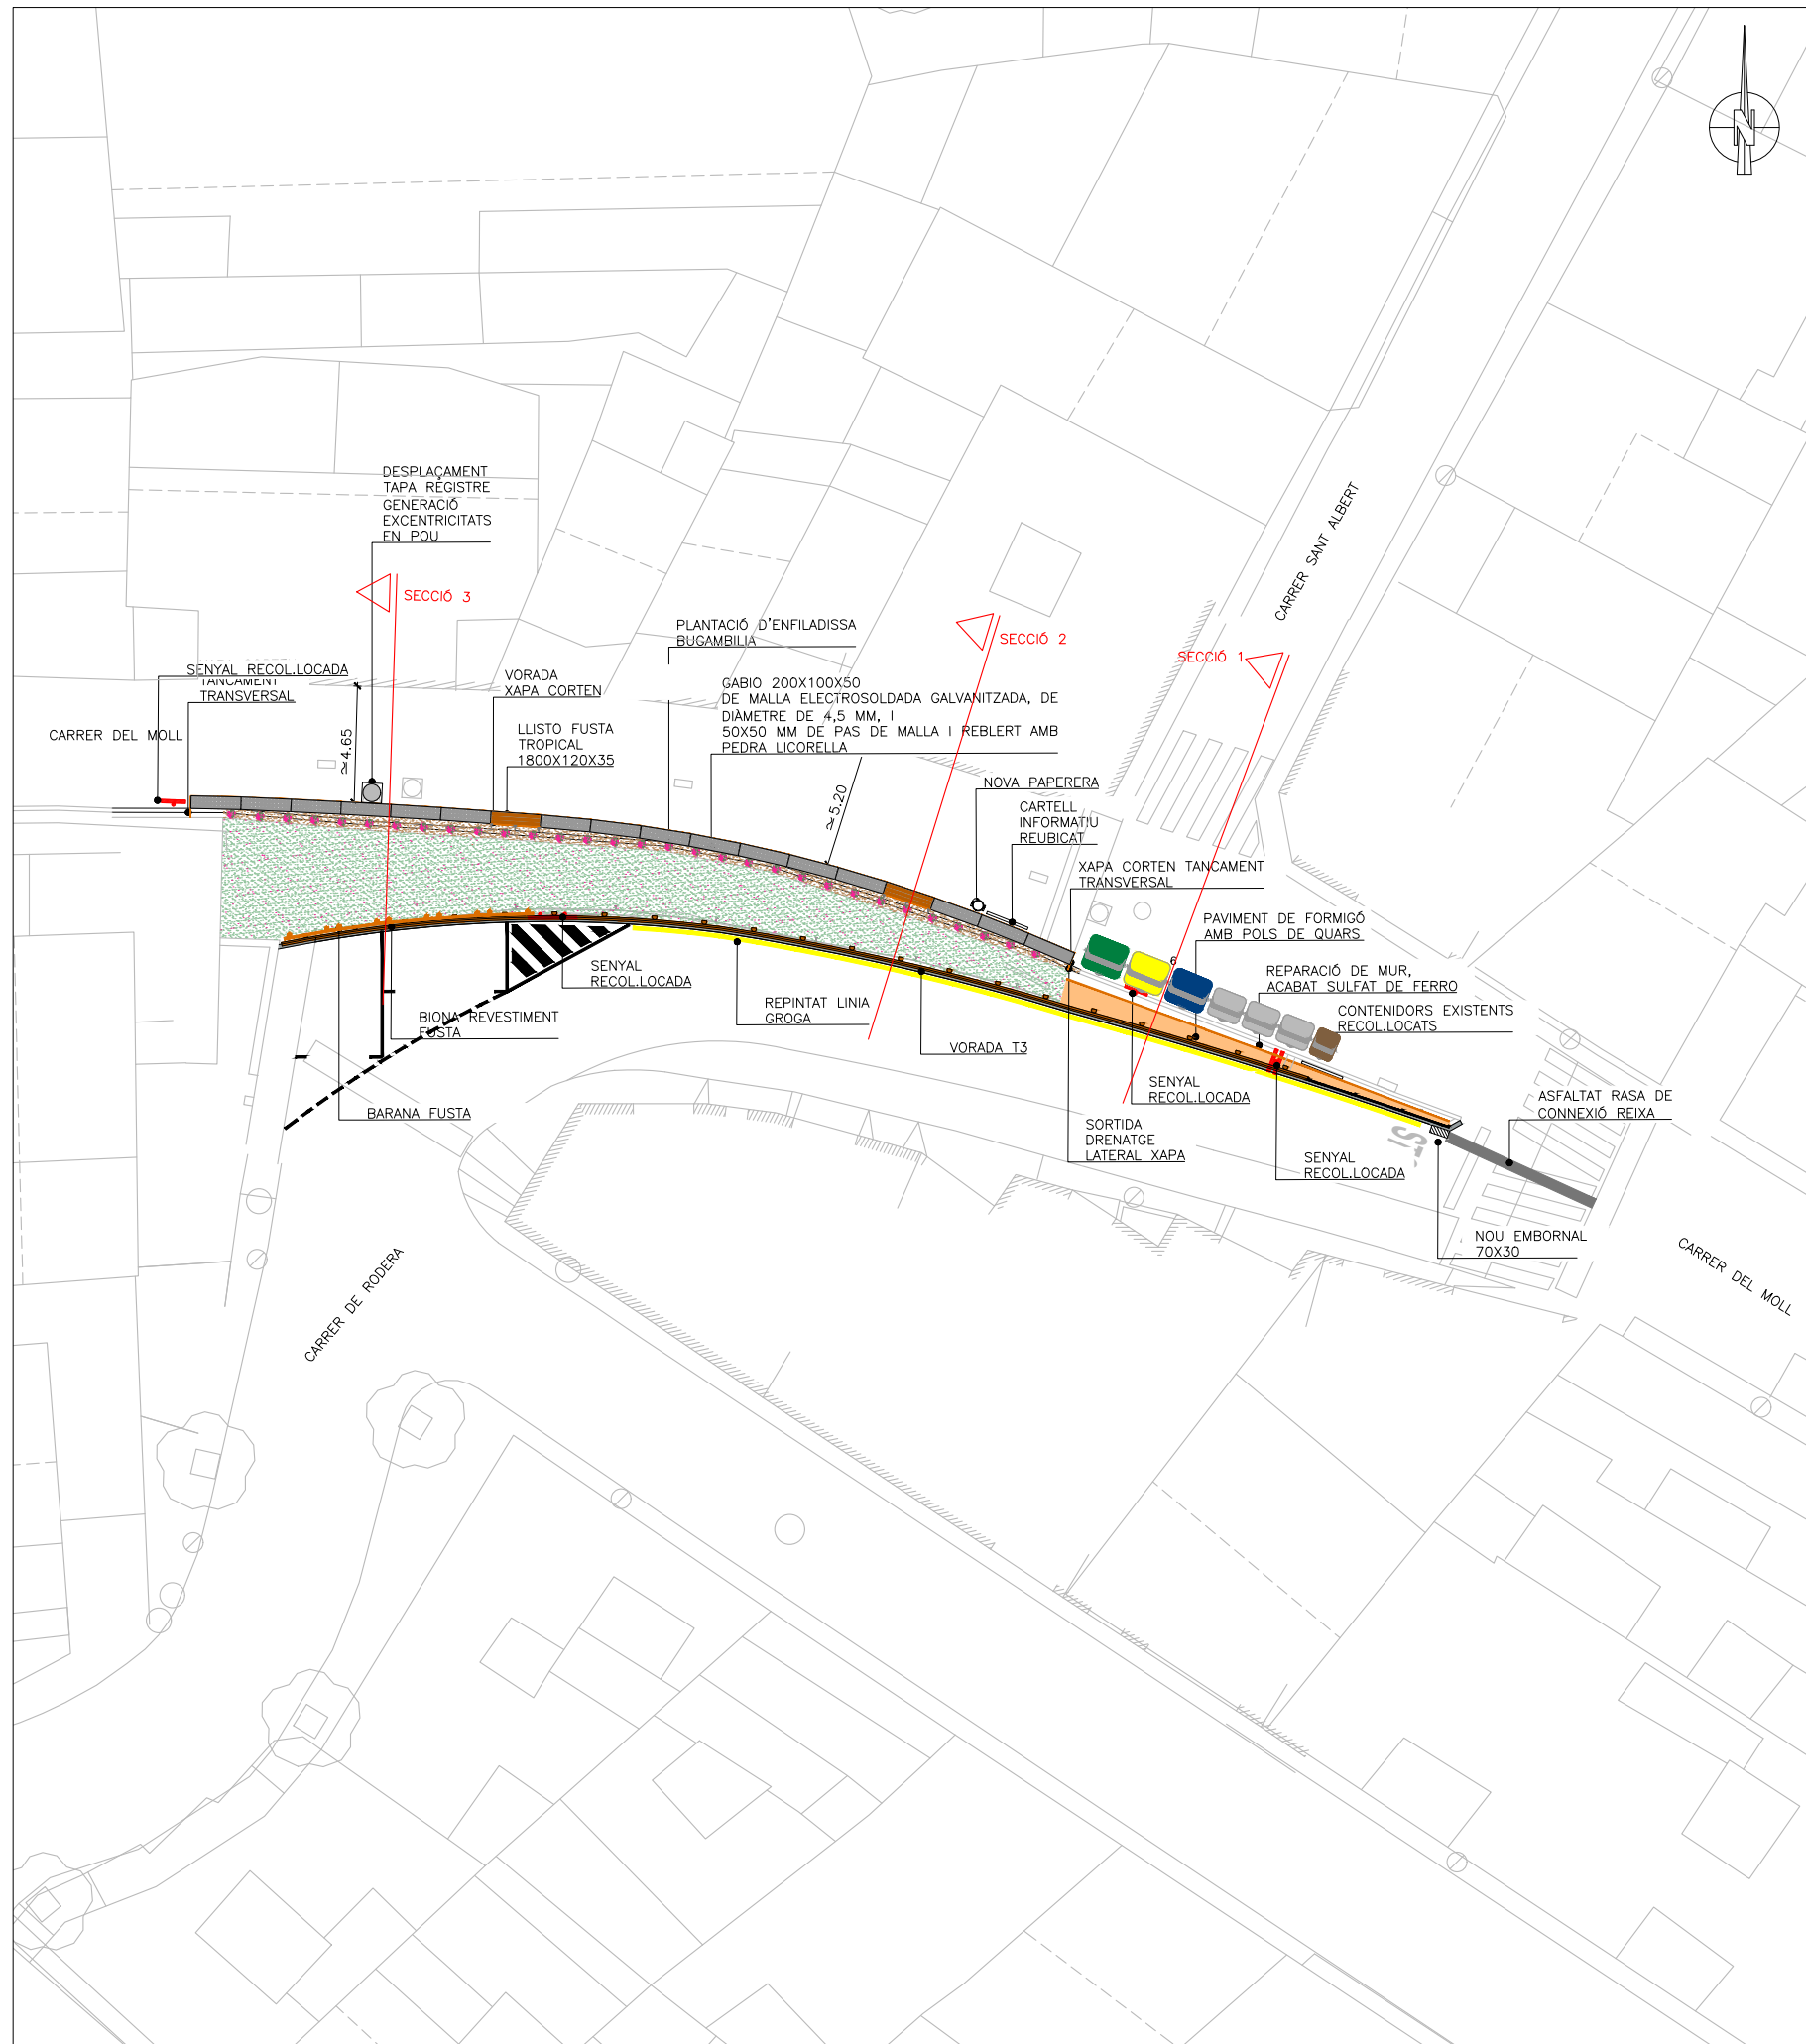 DESPLAÇAMENT
TAPA REGISTRE
GENERACIÓ
EXCENTRICITATS
EN POU
SECCIÓ 3
SENYAL RECOL.LOCADA
TANCAMENT
TRANSVERSAL
CARRER DEL MOLL
≃4.65
VORADA
XAPA CORTEN
LLISTO FUSTA
TROPICAL
1800X120X35
PLANTACIÓ D'ENFILADISSA
BUGAMBILIA
GABIO 200X100X50
DE MALLA ELECTROSOLDADA GALVANITZADA, DE
DIÀMETRE DE 4,5 MM, I
50X50 MM DE PAS DE MALLA I REBLERT AMB
PEDRA LICORELLA
≃5.20
SECCIÓ 2
SECCIÓ 1
CARRER SANT ALBERT
NOVA PAPERERA
CARTELL
INFORMATIU
REUBICAT
XAPA CORTEN TANCAMENT
TRANSVERSAL
PAVIMENT DE FORMIGÓ
AMB POLS DE QUARS
6
REPARACIÓ DE MUR,
ACABAT SULFAT DE FERRO
CONTENIDORS EXISTENTS
RECOL.LOCATS
SENYAL
RECOL.LOCADA
REPINTAT LINIA
GROGA
BIONA REVESTIMENT
FUSTA
VORADA T3
BARANA FUSTA
SENYAL
RECOL.LOCADA
SORTIDA
DRENATGE
LATERAL XAPA
SENYAL
RECOL.LOCADA
ASFALTAT RASA DE
CONNEXIÓ REIXA
NOU EMBORNAL
70X30
CARRER DEL MOLL
CARRER DE RODERA